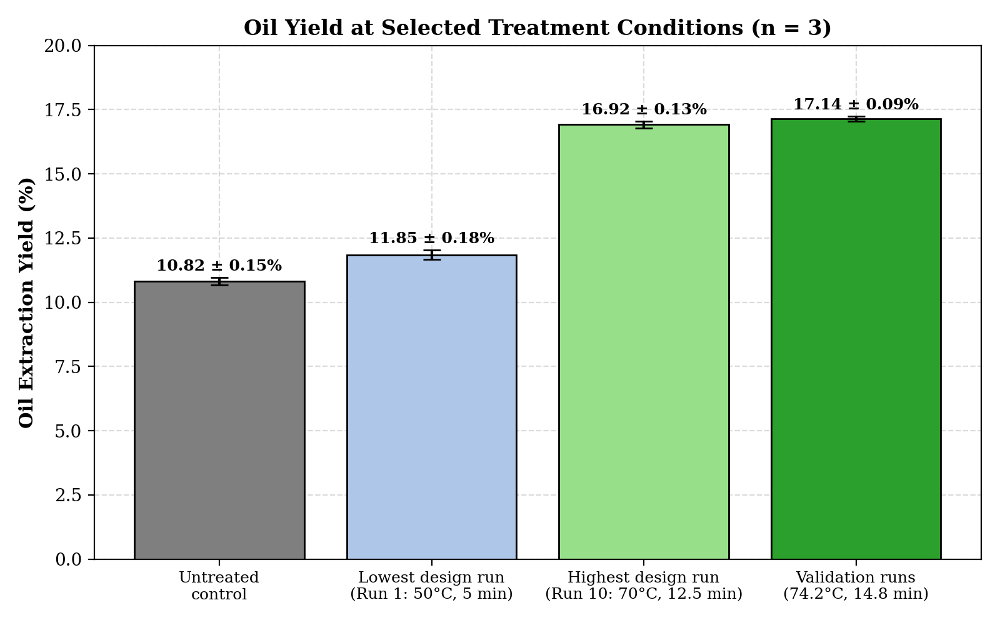 Oil Yield at Selected Treatment Conditions (n = 3)
Oil Extraction Yield (%)
20.0
17.5
15.0
12.5
10.0
7.5
5.0
2.5
0.0
10.82 ± 0.15%
11.85 ± 0.18%
16.92 ± 0.13%
17.14 ± 0.09%
Untreated
control
Lowest design run
(Run 1: 50°C, 5 min)
Highest design run
(Run 10: 70°C, 12.5 min)
Validation runs
(74.2°C, 14.8 min)